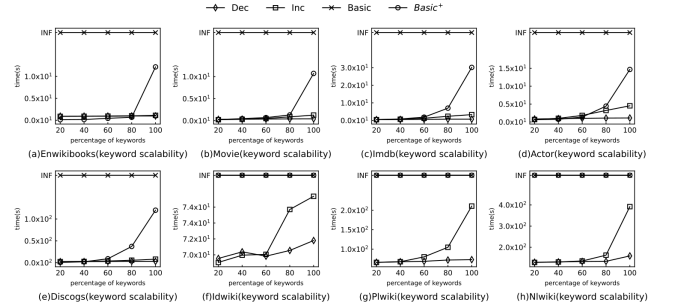 Dec Inc Basic Basic⁺
INF INF INF INF
time(s) time(s) time(s) time(s)
1.0x10¹ 1.0x10¹ 3.0x10¹ 1.5x10¹
0.5x10¹ 0.5x10¹ 2.0x10¹ 1.0x10¹
1.0x10¹ 0.5x10¹
0.0x10¹ 0.0x10¹
20 40 60 80 100 20 40 60 80 100 20 40 60 80 100 20 40 60 80 100
percentage of keywords percentage of keywords percentage of keywords percentage of keywords
(a)Enwikibooks(keyword scalability) (b)Movie(keyword scalability) (c)Imdb(keyword scalability) (d)Actor(keyword scalability)
INF INF INF INF
time(s) time(s) time(s) time(s)
1.0x10² 7.4x10¹ 2.0x10² 4.0x10²
0.5x10² 7.2x10¹ 1.5x10² 2.0x10²
0.0x10² 7.0x10¹ 1.0x10²
20 40 60 80 100 20 40 60 80 100 20 40 60 80 100 20 40 60 80 100
percentage of keywords percentage of keywords percentage of keywords percentage of keywords
(e)Discogs(keyword scalability) (f)Idwiki(keyword scalability) (g)Plwiki(keyword scalability) (h)Nlwiki(keyword scalability)